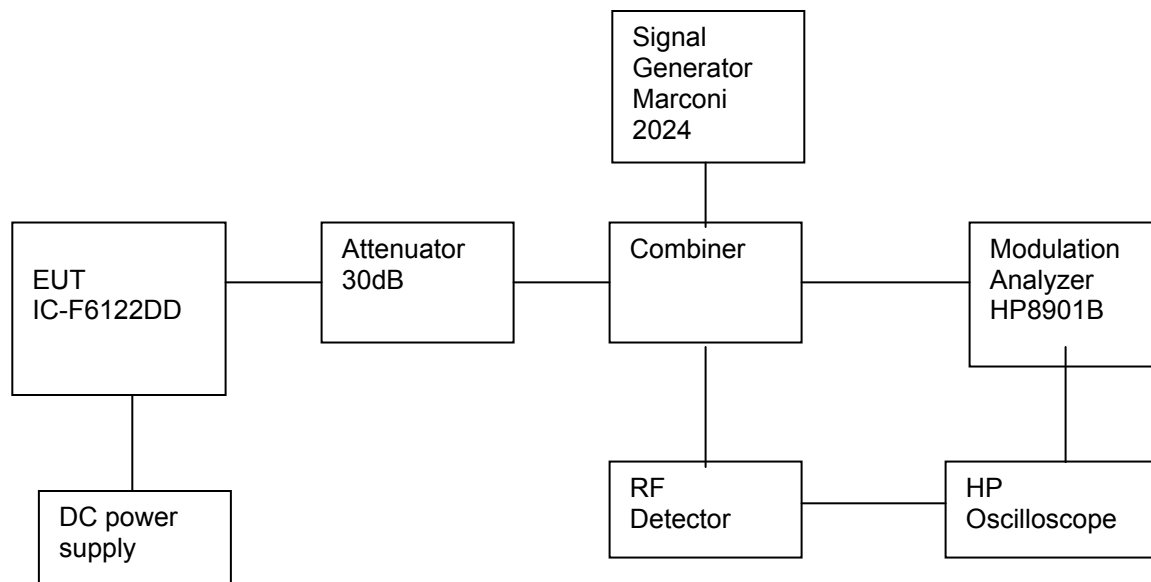 Signal
Generator
Marconi
2024
EUT
IC-F6122DD
Attenuator
30dB
Combiner
Modulation
Analyzer
HP8901B
DC power
supply
RF
Detector
HP
Oscilloscope